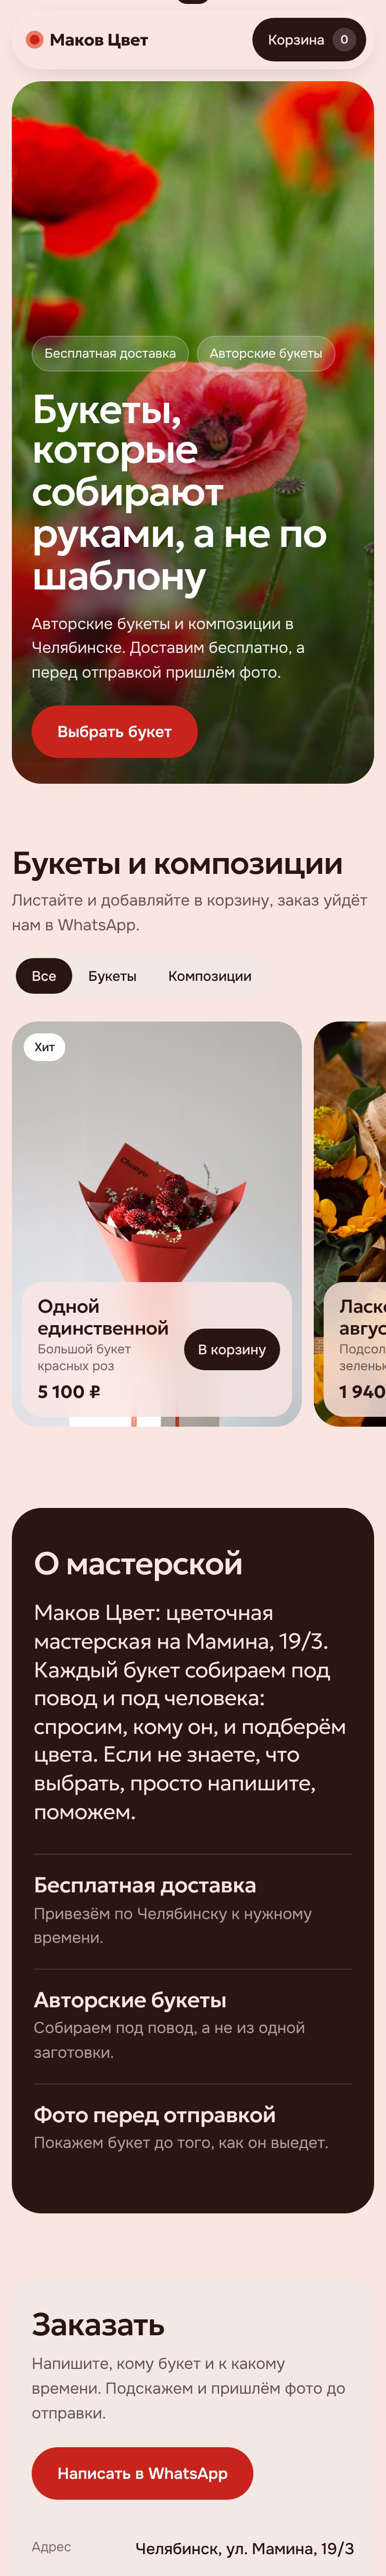 Маков Цвет
Корзина 0
Бесплатная доставка
Авторские букеты
Букеты,
которые
собирают
руками, а не по
шаблону
Авторские букеты и композиции в
Челябинске. Доставим бесплатно, а
перед отправкой пришлём фото.
Выбрать букет
Букеты и композиции
Листайте и добавляйте в корзину, заказ уйдёт
нам в WhatsApp.
Все
Букеты
Композиции
Хит
Одной
единственной
Большой букет
красных роз
5 100 ₽
В корзину
Ласко
авгус
Подсол
зелень
1 940
О мастерской
Маков Цвет: цветочная
мастерская на Мамина, 19/3.
Каждый букет собираем под
повод и под человека:
спросим, кому он, и подберём
цвета. Если не знаете, что
выбрать, просто напишите,
поможем.
Бесплатная доставка
Привезём по Челябинску к нужному
времени.
Авторские букеты
Собираем под повод, а не из одной
заготовки.
Фото перед отправкой
Покажем букет до того, как он выедет.
Заказать
Напишите, кому букет и к какому
времени. Подскажем и пришлём фото до
отправки.
Написать в WhatsApp
Адрес
Челябинск, ул. Мамина, 19/3